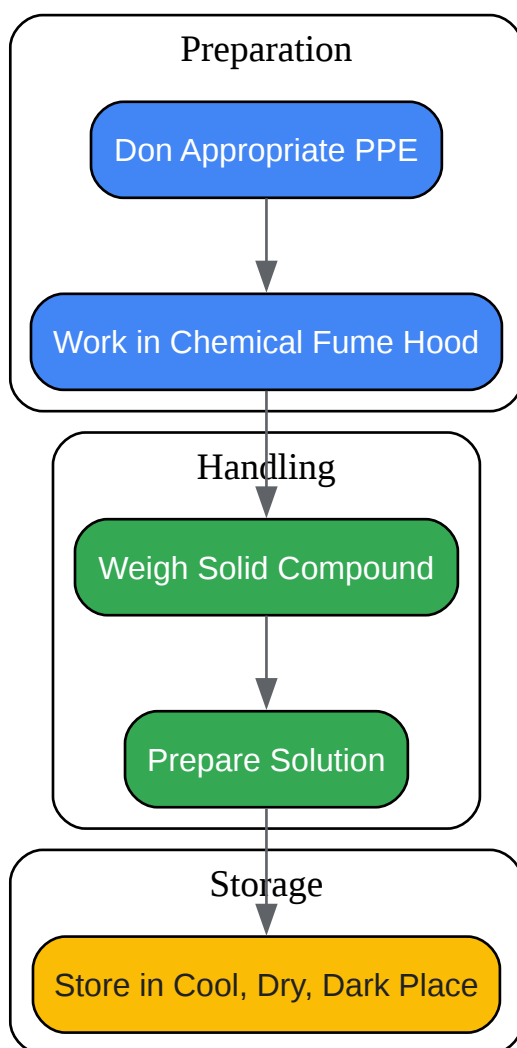 Preparation
Don Appropriate PPE
Work in Chemical Fume Hood
Handling
Weigh Solid Compound
Prepare Solution
Storage
Store in Cool, Dry, Dark Place